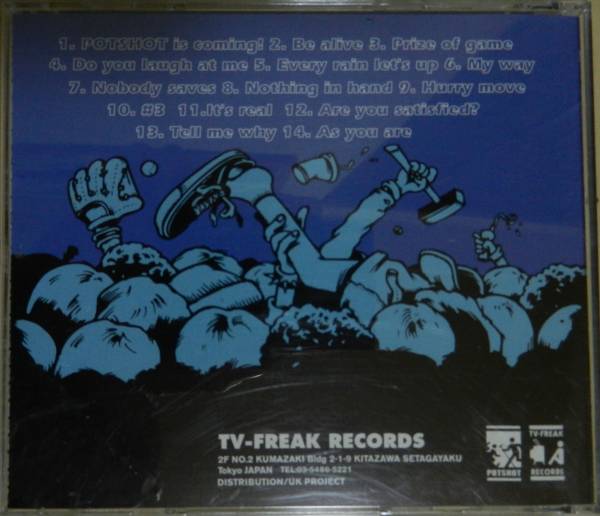 1. POTSHOT is coming! 2. Be alive 3. Prize of game
4. Do you laugh at me 5. Every rain let's up 6. My way
7. Nobody saves 8. Nothing in hand 9. Hurry move
10. #3 11.It's real 12. Are you satisfied?
13. Tell me why 14. As you are
TV-FREAK RECORDS
2F NO.2 KUMAZAKI Bldg 2-1-9 KITAZAWA SETAGAYAKU
Tokyo JAPAN TEL:03-5486-5221
DISTRIBUTION/UK PROJECT
POTSHOT
TV-FREAK
RECORDS